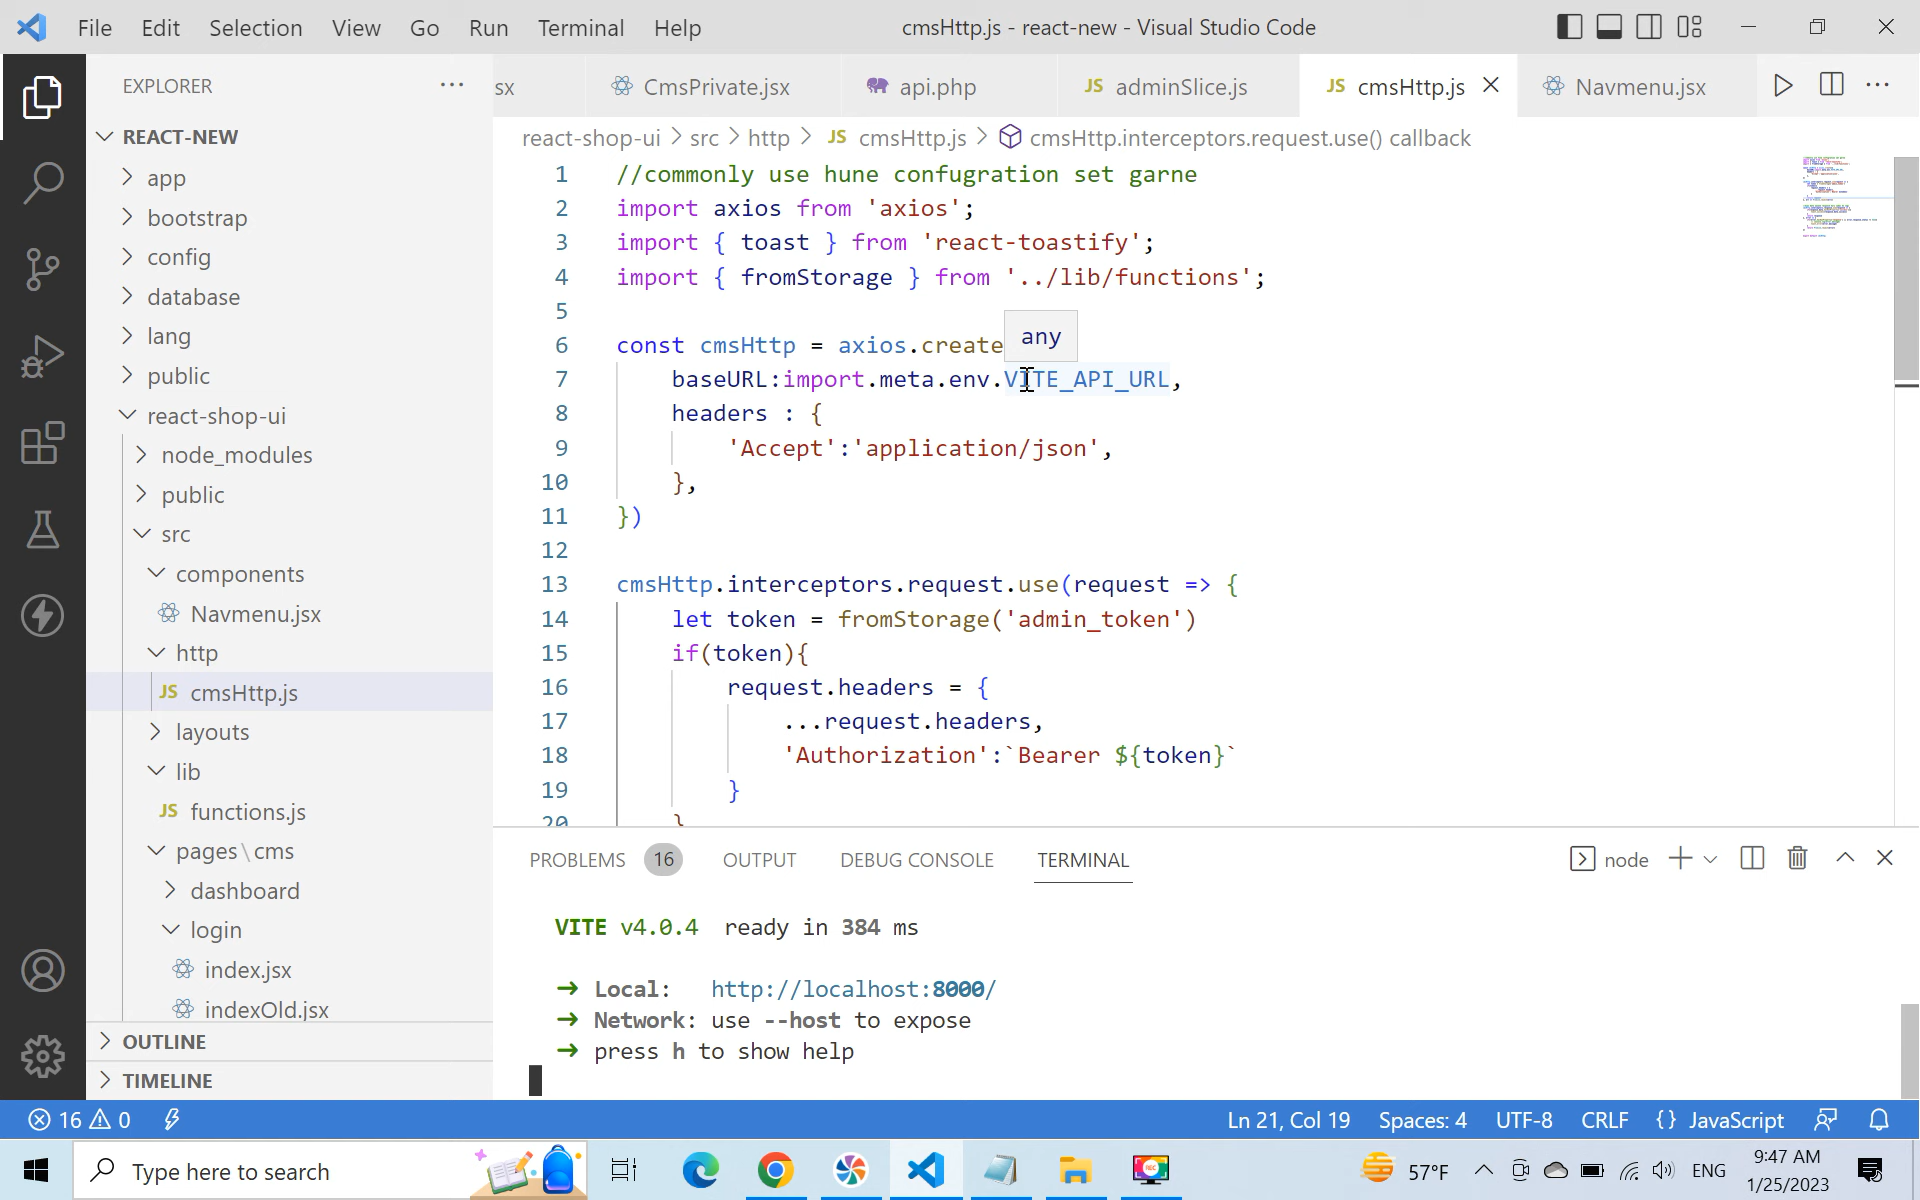 File Edit Selection View Go Run Terminal Help
cmsHttp.js - react-new - Visual Studio Code
EXPLORER
sx
CmsPrivate.jsx
api.php
JS adminSlice.js
JS cmsHttp.js
Navmenu.jsx
REACT-NEW
app
bootstrap
config
database
lang
public
react-shop-ui
node_modules
public
src
components
Navmenu.jsx
http
JS cmsHttp.js
layouts
lib
JS functions.js
pages\cms
dashboard
login
index.jsx
indexOld.jsx
OUTLINE
TIMELINE
react-shop-ui > src > http > JS cmsHttp.js > cmsHttp.interceptors.request.use() callback
1 //commonly use hune confugration set garne
2 import axios from 'axios';
3 import { toast } from 'react-toastify';
4 import { fromStorage } from '../lib/functions';
5
any
6 const cmsHttp = axios.create
7 baseURL:import.meta.env.VITE_API_URL,
8 headers : {
9 'Accept':'application/json',
10 },
11 })
12
13 cmsHttp.interceptors.request.use(request => {
14 let token = fromStorage('admin_token')
15 if(token){
16 request.headers = {
17 ...request.headers,
18 'Authorization':`Bearer ${token}`
19 }
20 }
PROBLEMS 16 OUTPUT DEBUG CONSOLE TERMINAL
node
VITE v4.0.4 ready in 384 ms
➜ Local: http://localhost:8000/
➜ Network: use --host to expose
➜ press h to show help
16 0
Ln 21, Col 19 Spaces: 4 UTF-8 CRLF {} JavaScript
Type here to search
57°F
ENG
9:47 AM
1/25/2023